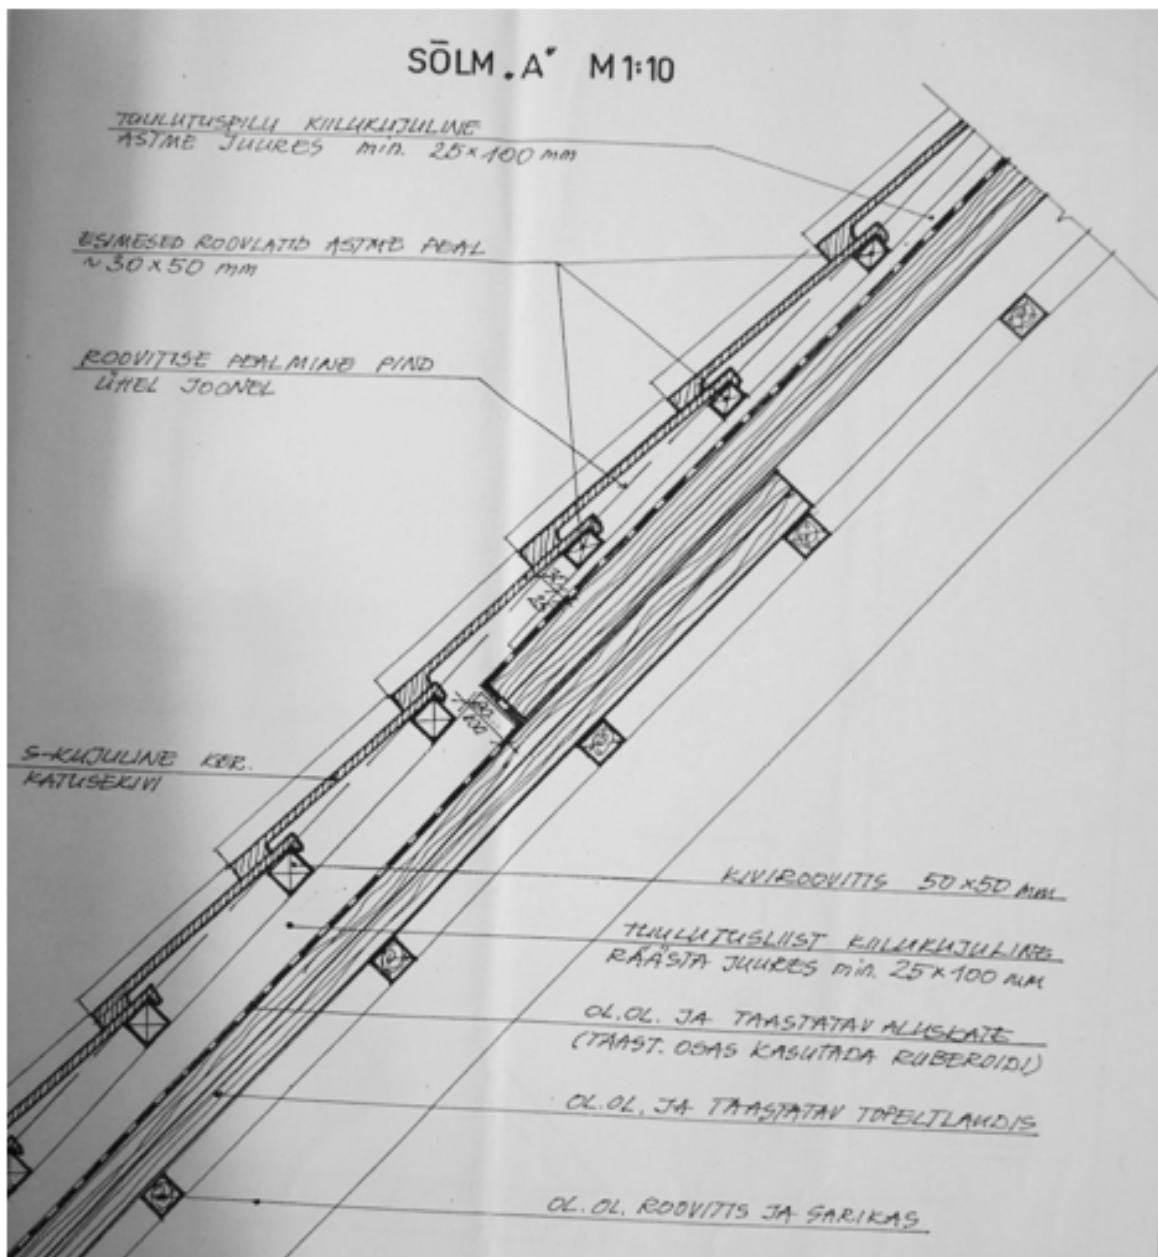 SÕLM „A" M 1:10
TUULUTUSPILU KIILUKUJULINE
ASTME JUURES min. 25×100 mm
ESIMESED ROOVLATID ASTME PEAL
~30×50 mm
ROOVITISE PEALMINE PIND
ÜHEL JOONEL
S-KUJULINE KER.
KATUSEKIVI
KIVIROOVITIS 50×50 mm
TUULUTUSLIIST KIILUKUJULINE
RÄÄSTA JUURES min. 25×100 mm
OL.OL. JA TAASTATAV ALUSKATE
(TAAST. OSAS KASUTADA RUBEROIDI)
OL.OL. JA TAASTATAV TOPELTLAUDIS
OL.OL. ROOVITIS JA SARIKAS